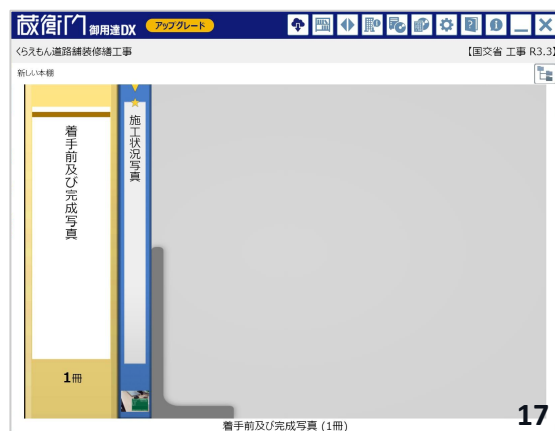 蔵衛門御用達DX アップグレード
くらえもん道路舗装修繕工事 【国交省 工事 R3.3】
新しい本棚
着手前及び完成写真
1冊
施工状況写真
着手前及び完成写真 (1冊)
17